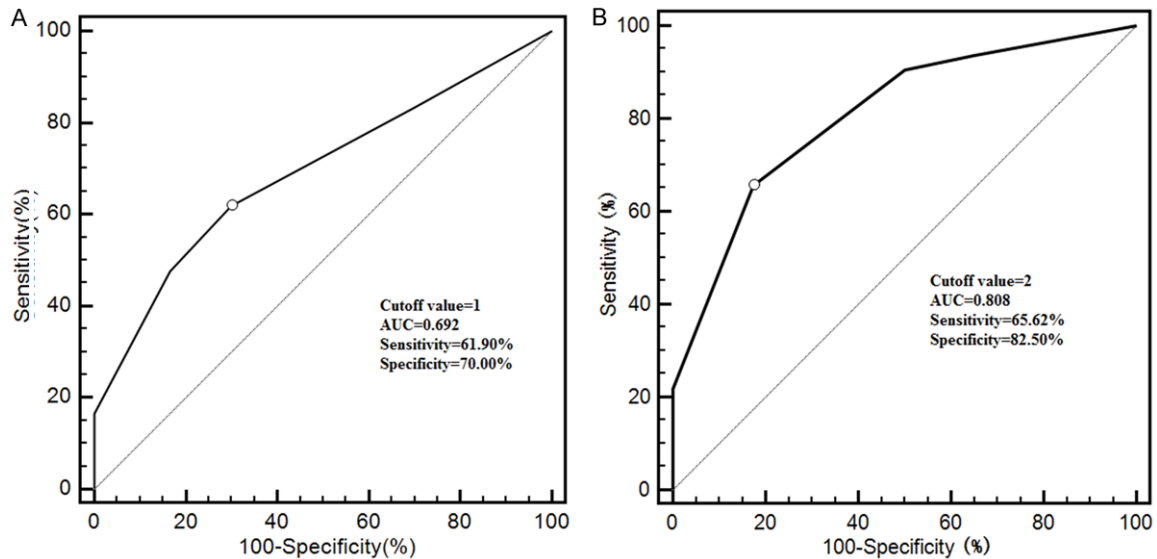 A
100
80
60
40
20
0
Sensitivity(%)
Cutoff value=1
AUC=0.692
Sensitivity=61.90%
Specificity=70.00%
0 20 40 60 80 100
100-Specificity(%)
B
100
80
60
40
20
0
Sensitivity (%)
Cutoff value=2
AUC=0.808
Sensitivity=65.62%
Specificity=82.50%
0 20 40 60 80 100
100-Specificity (%)